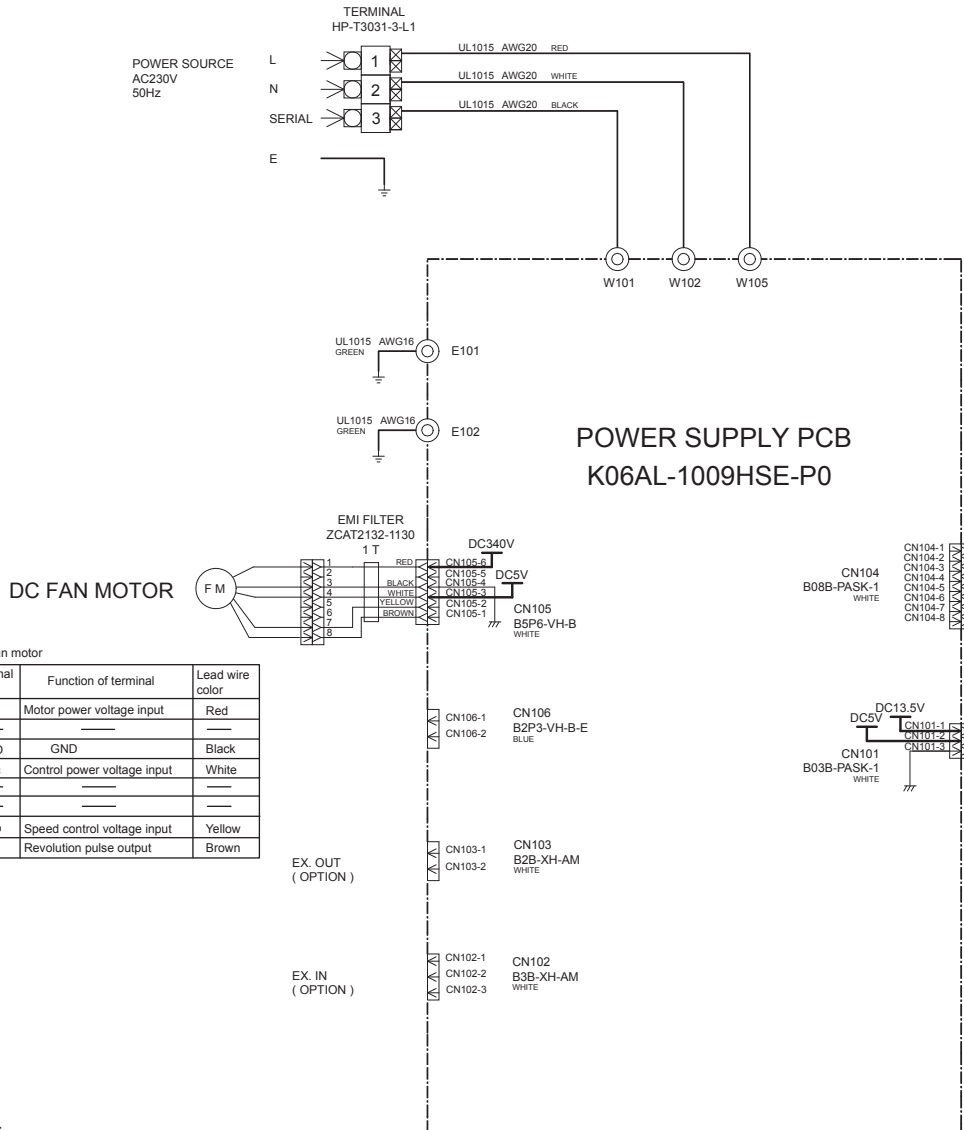 TERMINAL
HP-T3031-3-L1
POWER SOURCE
AC230V
50Hz
L
1
UL1015 AWG20 RED
N
2
UL1015 AWG20 WHITE
SERIAL
3
UL1015 AWG20 BLACK
E
W101
W102
W105
UL1015 AWG16
GREEN
E101
UL1015 AWG16
GREEN
E102
POWER SUPPLY PCB
K06AL-1009HSE-P0
EMI FILTER
ZCAT2132-1130
1 T
DC340V
DC5V
DC FAN MOTOR
F M
1
2
3
4
5
6
7
8
RED
BLACK
WHITE
YELLOW
BROWN
CN105-6
CN105-5
CN105-4
CN105-3
CN105-2
CN105-1
CN105
B5P6-VH-B
WHITE
CN104
B08B-PASK-1
WHITE
CN104-1
CN104-2
CN104-3
CN104-4
CN104-5
CN104-6
CN104-7
CN104-8
an motor
nal
Function of terminal
Lead wire
color
Motor power voltage input Red
GND Black
Control power voltage input White
Speed control voltage input Yellow
Revolution pulse output Brown
CN106-1
CN106-2
CN106
B2P3-VH-B-E
BLUE
DC13.5V
DC5V
CN101-1
CN101-2
CN101-3
CN101
B03B-PASK-1
WHITE
EX. OUT
( OPTION )
CN103-1
CN103-2
CN103
B2B-XH-AM
WHITE
EX. IN
( OPTION )
CN102-1
CN102-2
CN102-3
CN102
B3B-XH-AM
WHITE